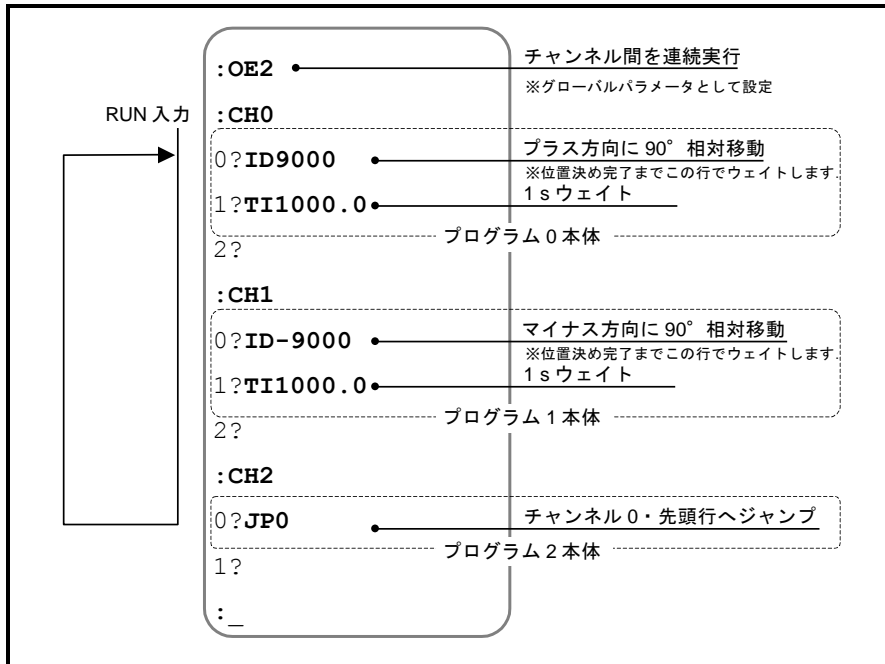 :OE2 チャンネル間を連続実行
※グローバルパラメータとして設定
RUN 入力 :CH0
0?ID9000 プラス方向に 90° 相対移動
※位置決め完了までこの行でウェイトします.
1?TI1000.0 1 s ウェイト
プログラム 0 本体
2?
:CH1
0?ID-9000 マイナス方向に 90° 相対移動
※位置決め完了までこの行でウェイトします.
1?TI1000.0 1 s ウェイト
プログラム 1 本体
2?
:CH2
0?JP0 チャンネル 0・先頭行へジャンプ
プログラム 2 本体
1?
:_